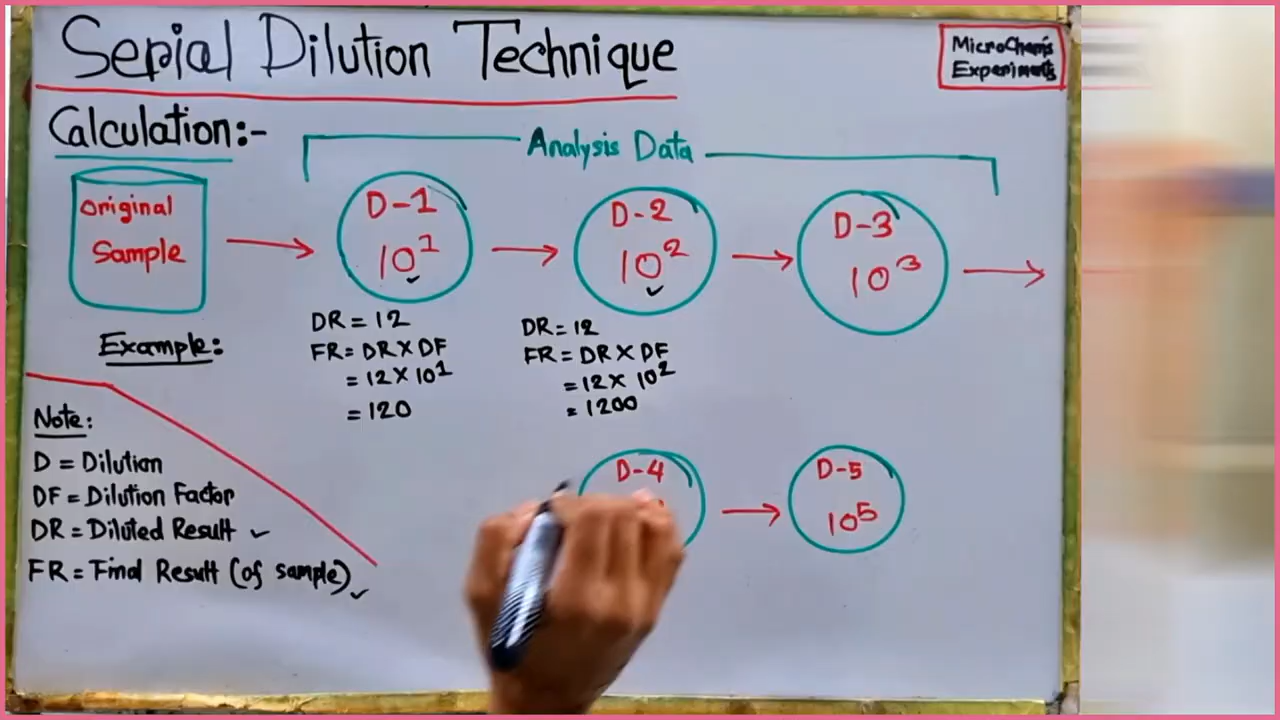 Serial Dilution Technique
MicroChem's
Experiments
Calculation:-
Analysis Data
Original
Sample
D-1
10¹
D-2
10²
D-3
10³
Example:
DR = 12
FR = DR X DF
= 12 X 10¹
= 120
DR = 12
FR = DR X DF
= 12 X 10²
= 1200
Note:
D = Dilution
DF = Dilution Factor
DR = Diluted Result
FR = Final Result (of sample)
D-4
D-5
10⁵